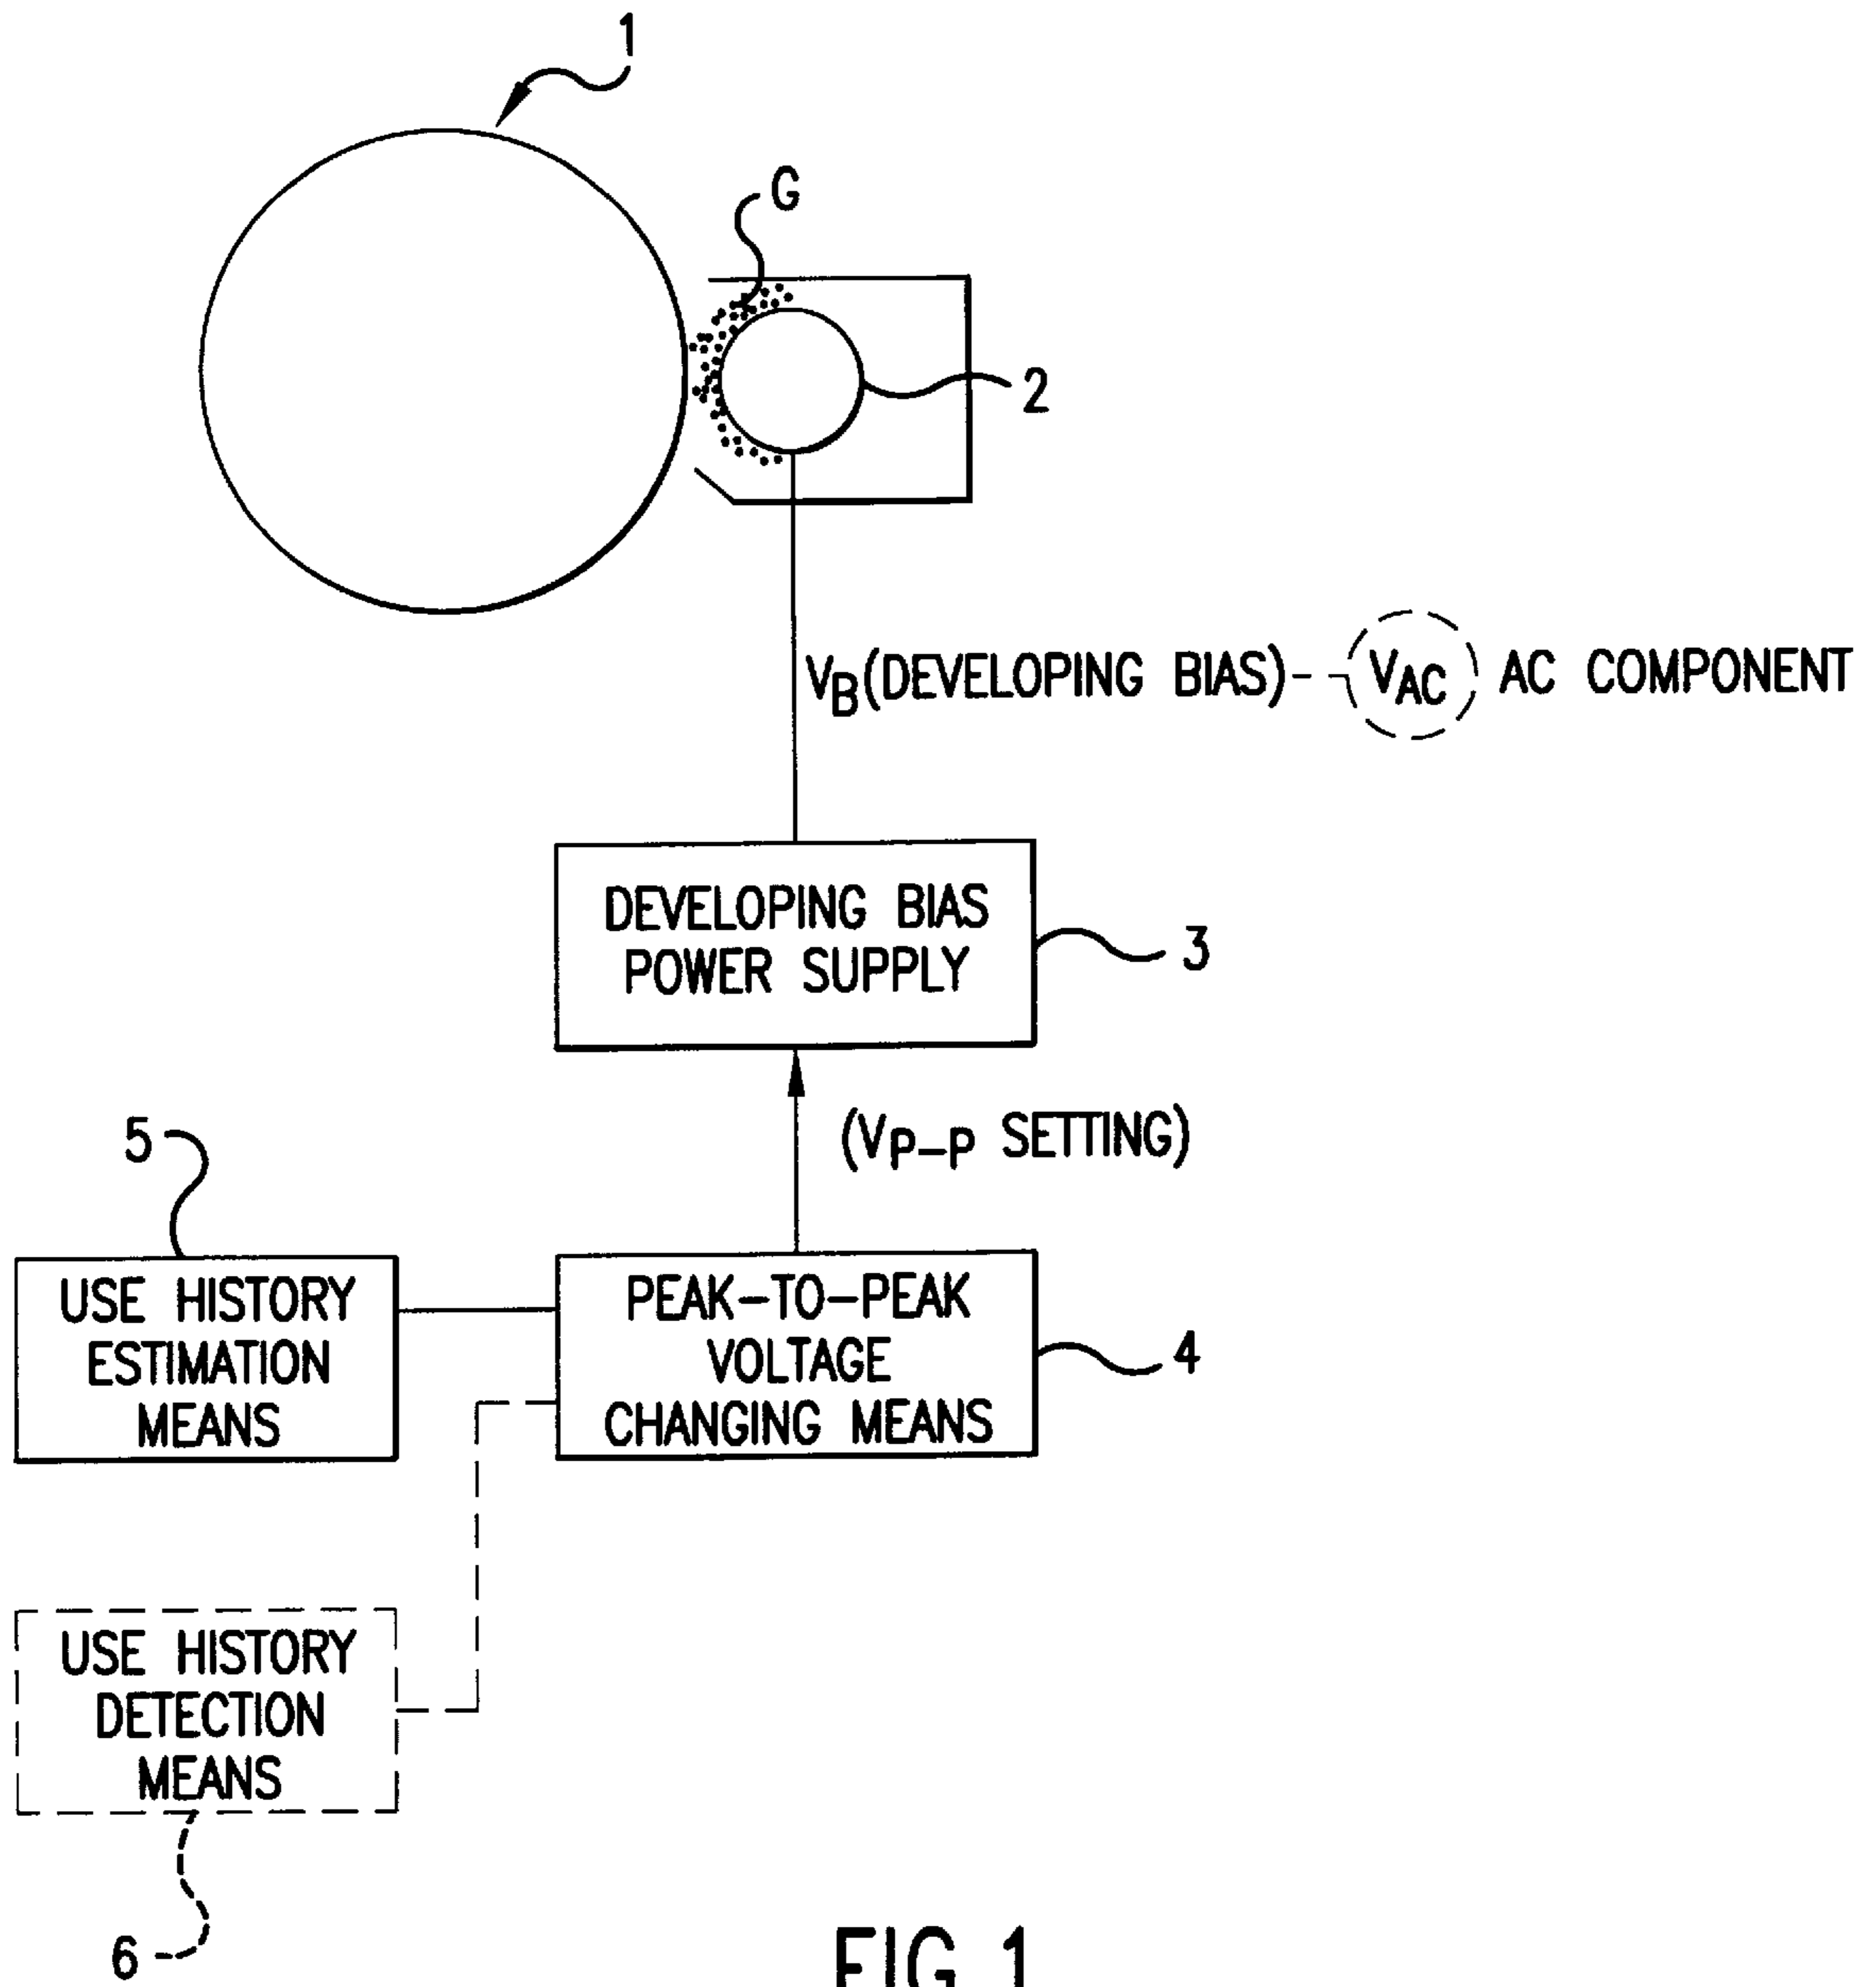 1
G
2
VB(DEVELOPING BIAS) VAC AC COMPONENT
DEVELOPING BIAS
POWER SUPPLY
3
(VP-P SETTING)
5
USE HISTORY
ESTIMATION
MEANS
PEAK-TO-PEAK
VOLTAGE
CHANGING MEANS
4
USE HISTORY
DETECTION
MEANS
6
FIG.1